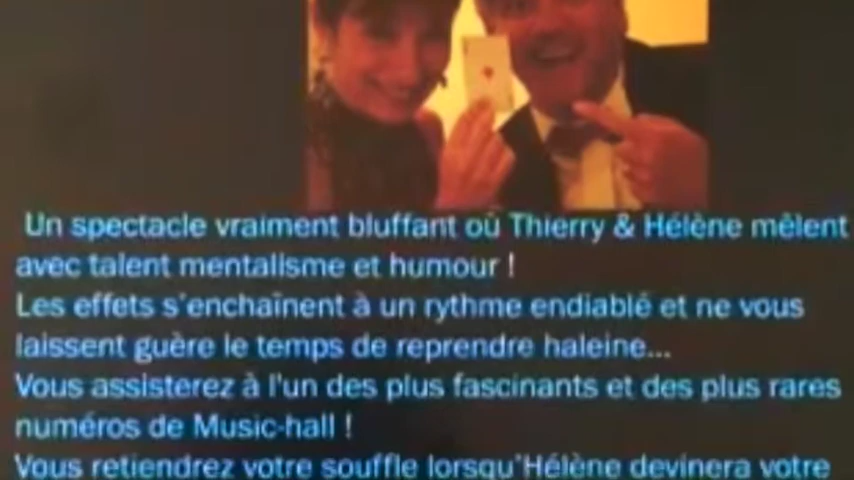 Un spectacle vraiment bluffant où Thierry & Hélène mêlent
avec talent mentalisme et humour !
Les effets s'enchaînent à un rythme endiablé et ne vous
laissent guère le temps de reprendre haleine...
Vous assisterez à l'un des plus fascinants et des plus rares
numéros de Music-hall !
Vous retiendrez votre souffle lorsqu'Hélène devinera votre